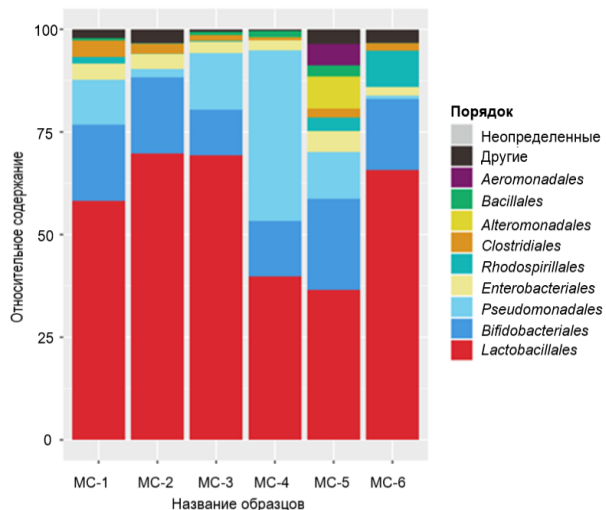 Относительное содержание
100
75
50
25
0
МС-1 МС-2 МС-3 МС-4 МС-5 МС-6
Название образцов
Порядок
Неопределенные
Другие
Aeromonadales
Bacillales
Alteromonadales
Clostridiales
Rhodospirillales
Enterobacteriales
Pseudomonadales
Bifidobacteriales
Lactobacillales